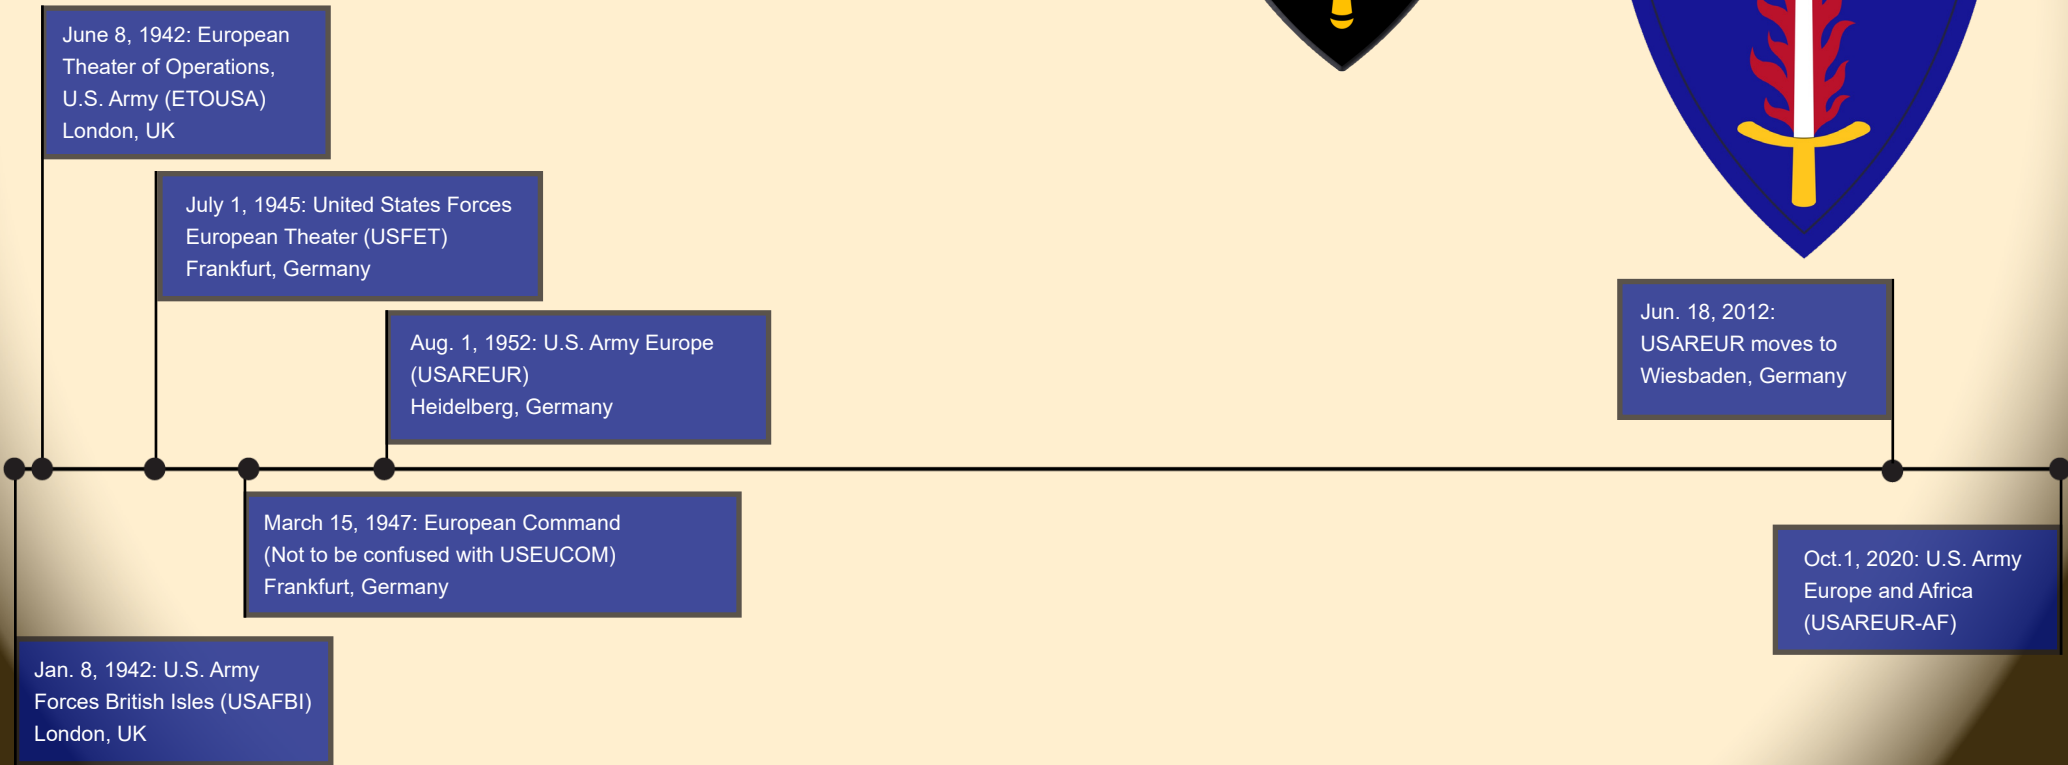 June 8, 1942: European
Theater of Operations,
U.S. Army (ETOUSA)
London, UK
July 1, 1945: United States Forces
European Theater (USFET)
Frankfurt, Germany
Aug. 1, 1952: U.S. Army Europe
(USAREUR)
Heidelberg, Germany
Jun. 18, 2012:
USAREUR moves to
Wiesbaden, Germany
March 15, 1947: European Command
(Not to be confused with USEUCOM)
Frankfurt, Germany
Oct.1, 2020: U.S. Army
Europe and Africa
(USAREUR-AF)
Jan. 8, 1942: U.S. Army
Forces British Isles (USAFBI)
London, UK